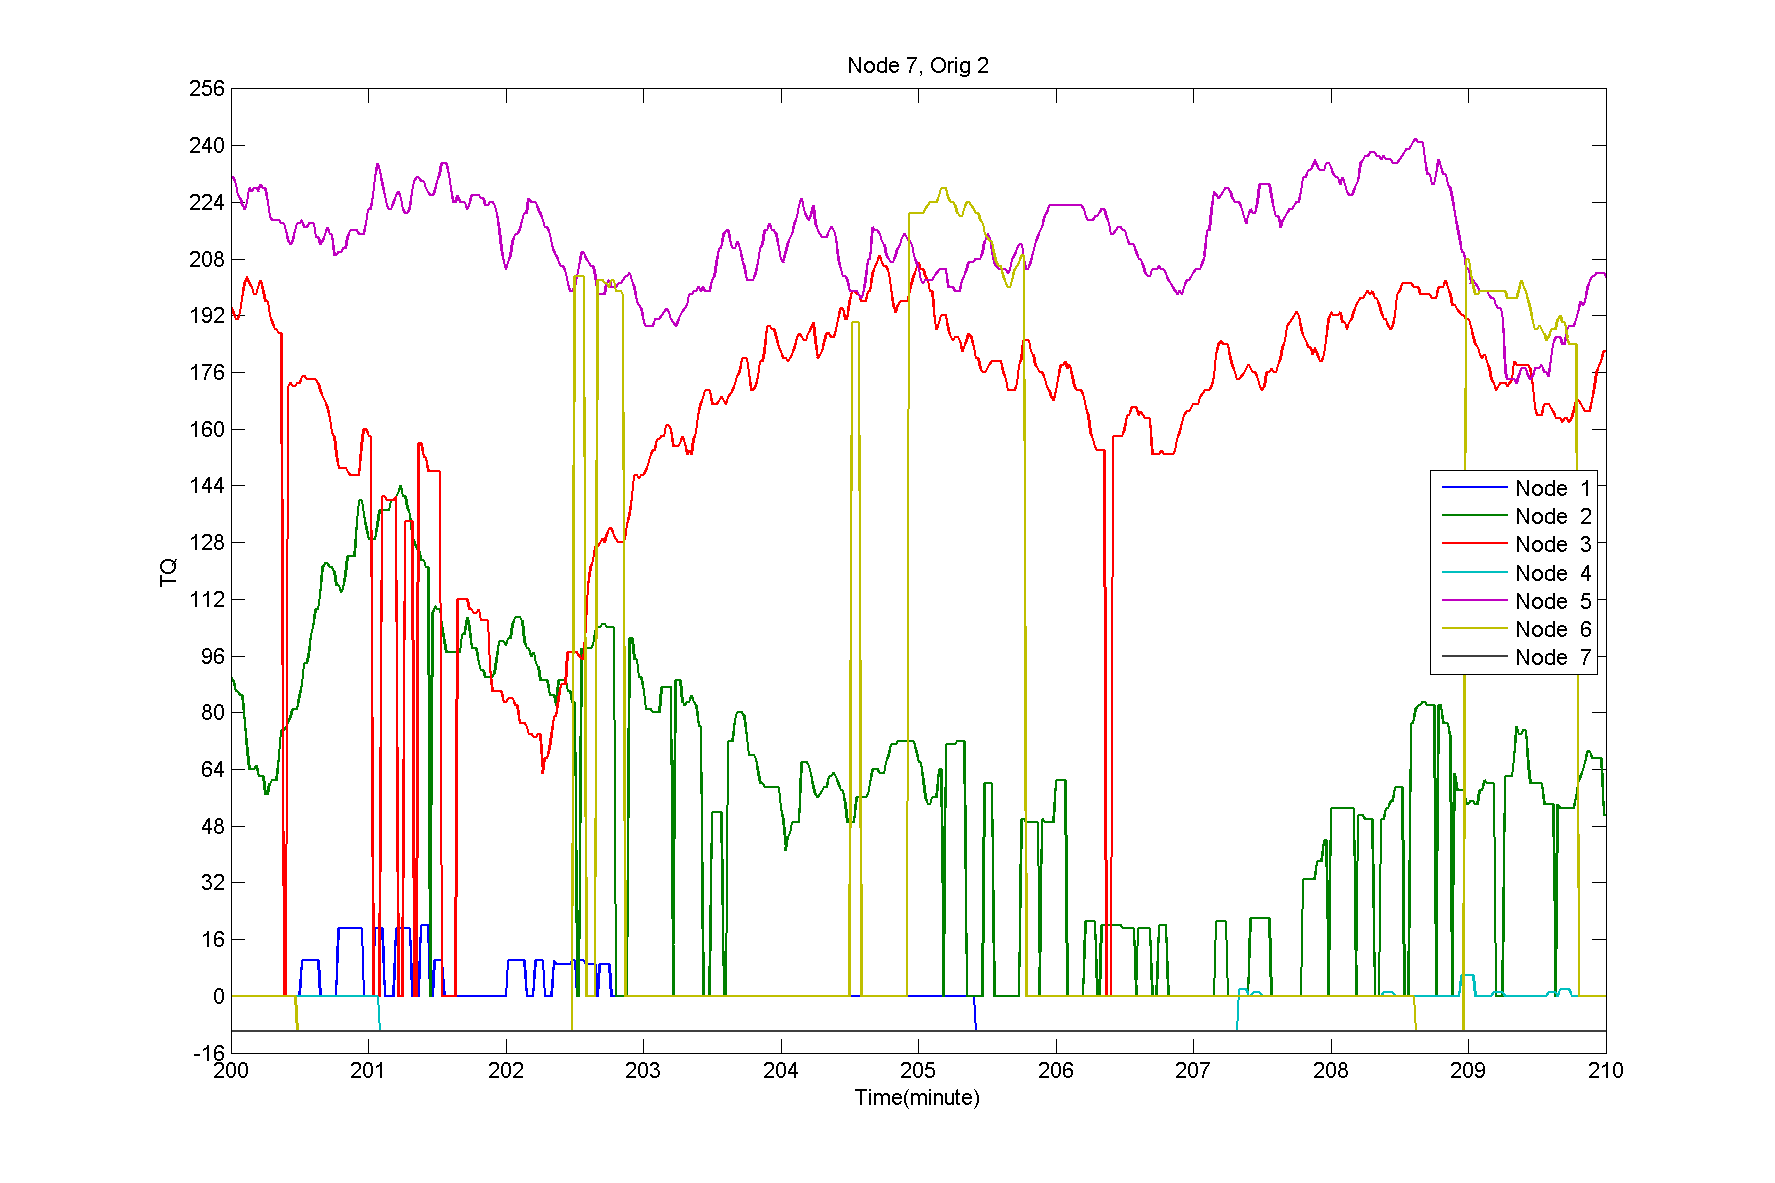 Node 7, Orig 2
256
240
224
208
192
176
160
144
128
112
96
80
64
48
32
16
0
-16
TQ
Node 1
Node 2
Node 3
Node 4
Node 5
Node 6
Node 7
200 201 202 203 204 205 206 207 208 209 210
Time(minute)